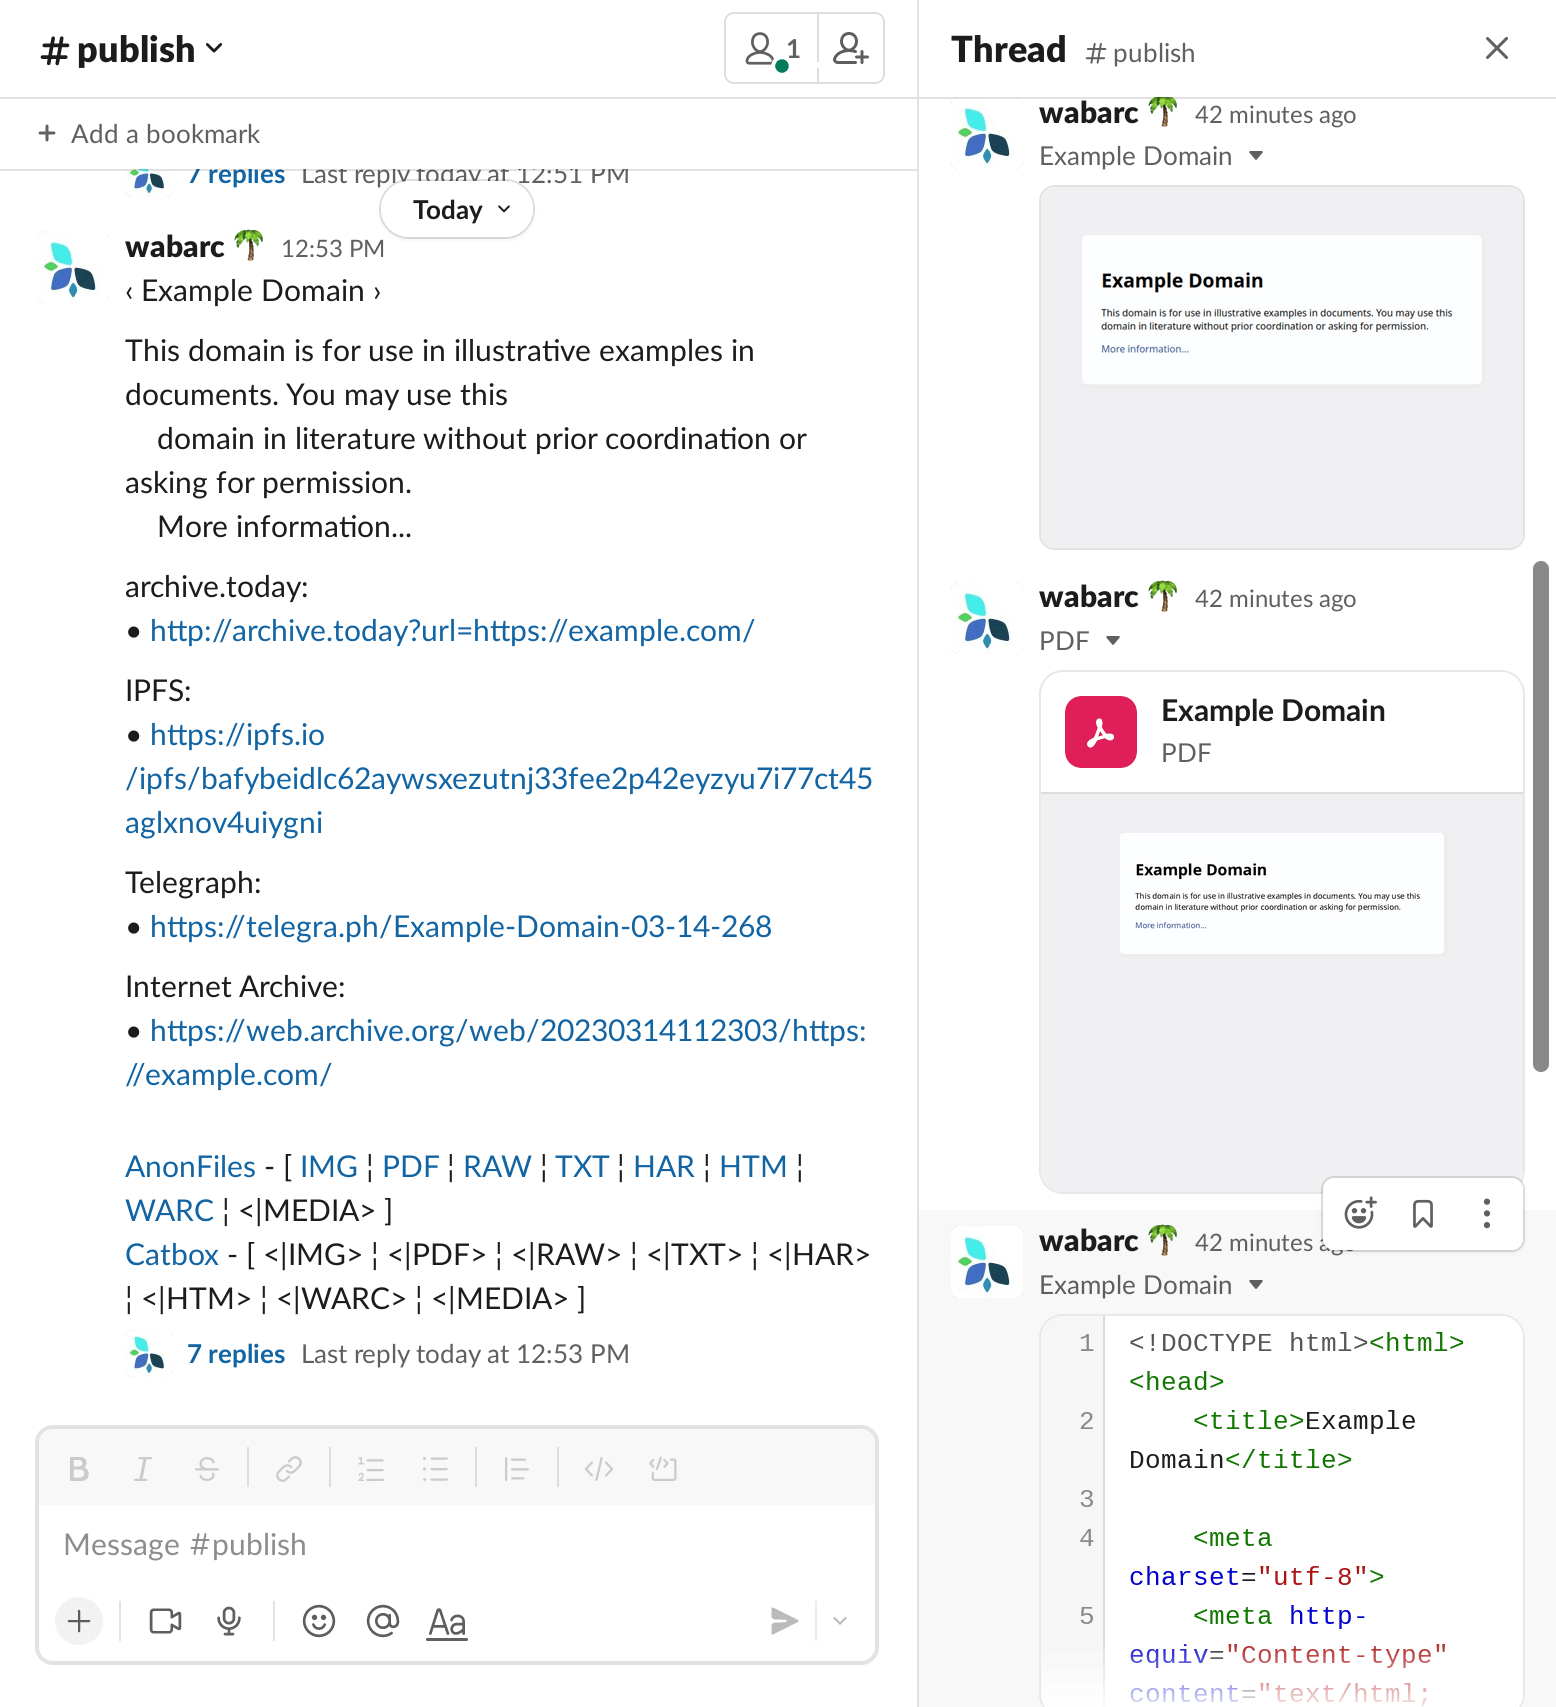 # publish
1
Add a bookmark
7 replies Last reply today at 12:51 PM
Today
wabarc 🌴 12:53 PM
‹ Example Domain ›
This domain is for use in illustrative examples in
documents. You may use this
domain in literature without prior coordination or
asking for permission.
More information...
archive.today:
• http://archive.today?url=https://example.com/
IPFS:
• https://ipfs.io
/ipfs/bafybeidlc62aywsxezutnj33fee2p42eyzyu7i77ct45
aglxnov4uiygni
Telegraph:
• https://telegra.ph/Example-Domain-03-14-268
Internet Archive:
• https://web.archive.org/web/20230314112303/https:
//example.com/
AnonFiles - [ IMG ¦ PDF ¦ RAW ¦ TXT ¦ HAR ¦ HTM ¦
WARC ¦ <|MEDIA> ]
Catbox - [ <|IMG> ¦ <|PDF> ¦ <|RAW> ¦ <|TXT> ¦ <|HAR>
¦ <|HTM> ¦ <|WARC> ¦ <|MEDIA> ]
7 replies Last reply today at 12:53 PM
B I S
Message #publish
Aa
Thread # publish
wabarc 🌴 42 minutes ago
Example Domain
Example Domain
This domain is for use in illustrative examples in documents. You may use this
domain in literature without prior coordination or asking for permission.
More information...
wabarc 🌴 42 minutes ago
PDF
Example Domain
PDF
Example Domain
This domain is for use in illustrative examples in documents. You may use this
domain in literature without prior coordination or asking for permission.
More information...
wabarc 🌴 42 minutes ago
Example Domain
1 <!DOCTYPE html><html>
<head>
2 <title>Example
Domain</title>
3
4 <meta
charset="utf-8">
5 <meta http-
equiv="Content-type"
content="text/html;